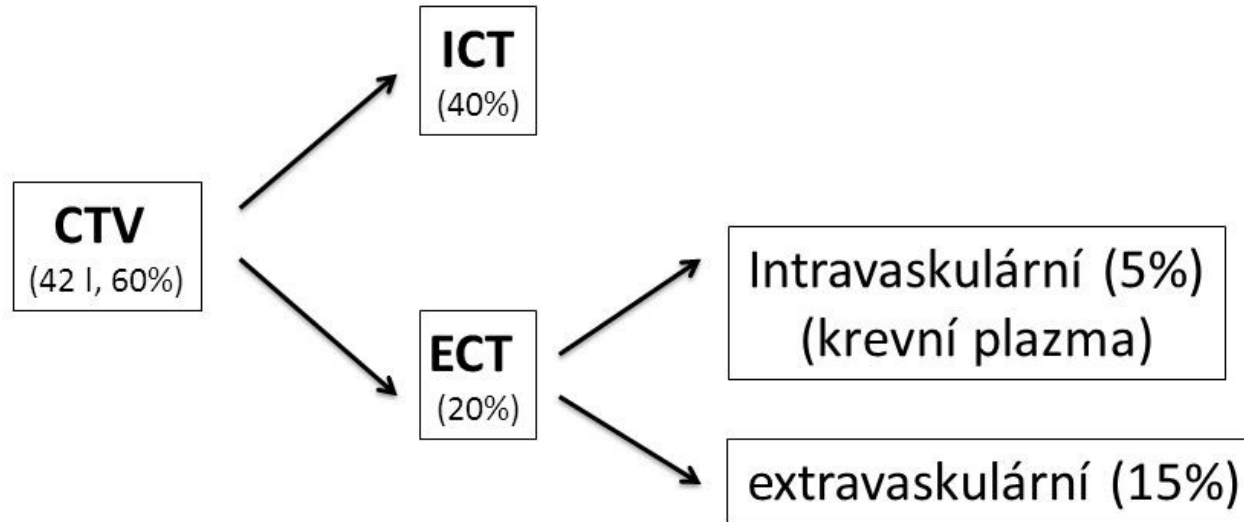 ICT
(40%)
CTV
(42 l, 60%)
Intravaskulární (5%)
(krevní plazma)
ECT
(20%)
extravaskulární (15%)